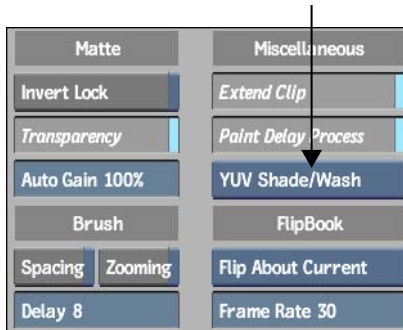 Matte
Miscellaneous
Invert Lock
Extend Clip
Transparency
Paint Delay Process
Auto Gain 100%
YUV Shade/Wash
Brush
FlipBook
Spacing
Zooming
Flip About Current
Delay 8
Frame Rate 30